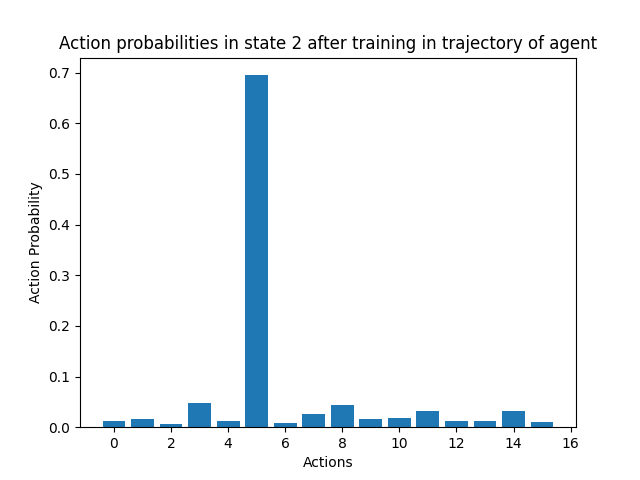 Action probabilities in state 2 after training in trajectory of agent
0.7
0.6
0.5
0.4
0.3
0.2
0.1
0.0
Action Probability
0 2 4 6 8 10 12 14 16
Actions